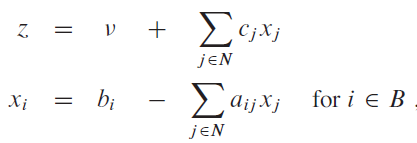 z = ν + ∑_{j∈N} c_j x_j
x_i = b_i − ∑_{j∈N} a_{ij} x_j for i ∈ B ,